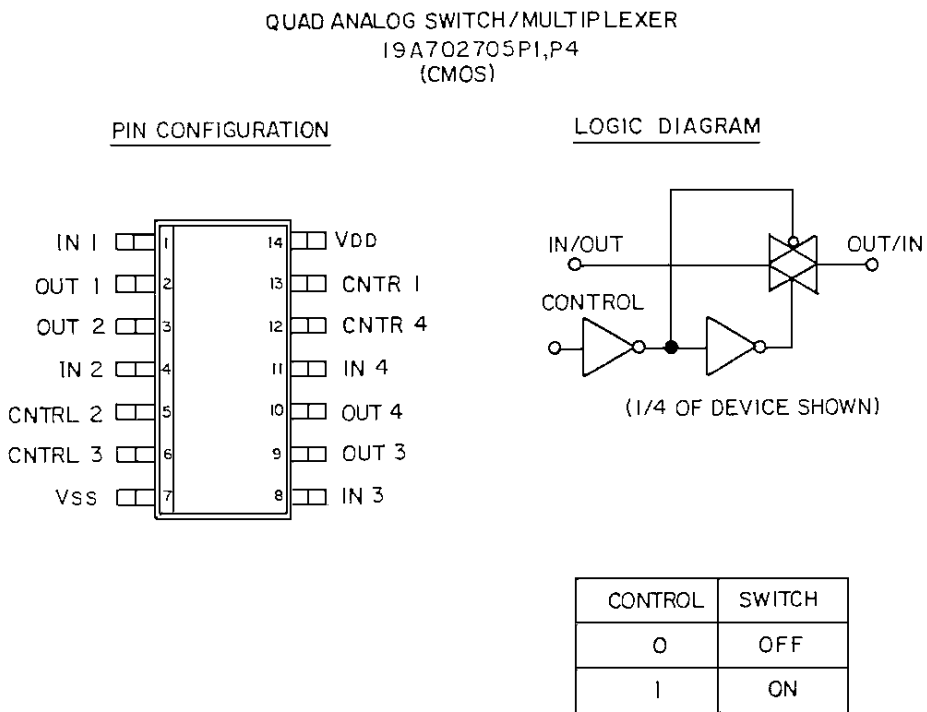 QUAD ANALOG SWITCH/MULTIPLEXER
19A702705P1,P4
(CMOS)
PIN CONFIGURATION
IN 1 1 14 VDD
OUT 1 2 13 CNTR 1
OUT 2 3 12 CNTR 4
IN 2 4 11 IN 4
CNTRL 2 5 10 OUT 4
CNTRL 3 6 9 OUT 3
VSS 7 8 IN 3
LOGIC DIAGRAM
IN/OUT OUT/IN
CONTROL
(1/4 OF DEVICE SHOWN)
CONTROL SWITCH
0 OFF
1 ON